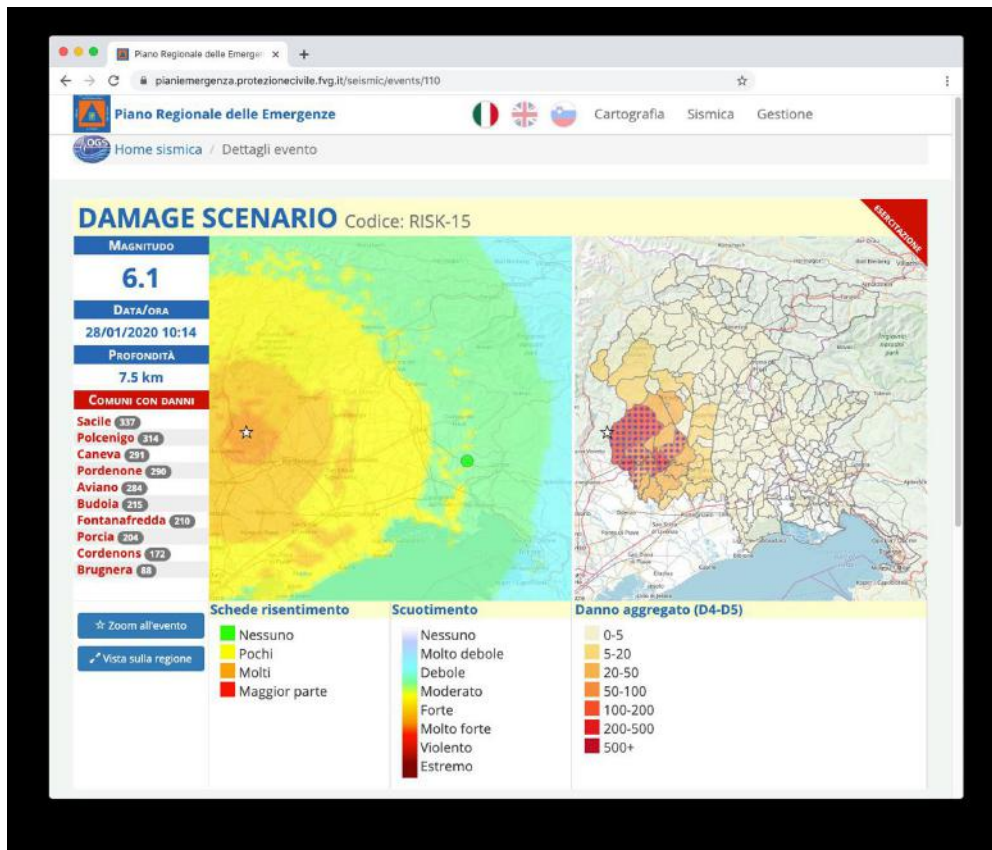 Piano Regionale delle Emerge
pianiemergenza.protezionecivile.fvg.it/seismic/events/110
Piano Regionale delle Emergenze
Cartografia Sismica Gestione
OGS
Home sismica / Dettagli evento
DAMAGE SCENARIO Codice: RISK-15
ESERCITAZIONE
MAGNITUDO
6.1
DATA/ORA
28/01/2020 10:14
PROFONDITÀ
7.5 km
COMUNI CON DANNI
Sacile 337
Polcenigo 314
Caneva 291
Pordenone 290
Aviano 284
Budoia 215
Fontanafredda 210
Porcia 204
Cordenons 172
Brugnera 88
Zoom all'evento
Vista sulla regione
Schede risentimento
Nessuno
Pochi
Molti
Maggior parte
Scuotimento
Nessuno
Molto debole
Debole
Moderato
Forte
Molto forte
Violento
Estremo
Danno aggregato (D4-D5)
0-5
5-20
20-50
50-100
100-200
200-500
500+